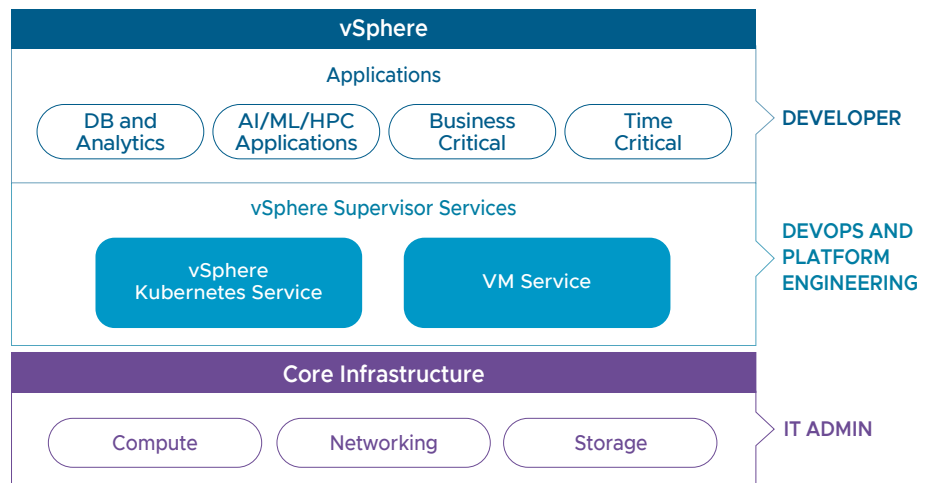 vSphere
Applications
DB and
Analytics
AI/ML/HPC
Applications
Business
Critical
Time
Critical
DEVELOPER
vSphere Supervisor Services
vSphere
Kubernetes Service
VM Service
DEVOPS AND
PLATFORM
ENGINEERING
Core Infrastructure
Compute
Networking
Storage
IT ADMIN